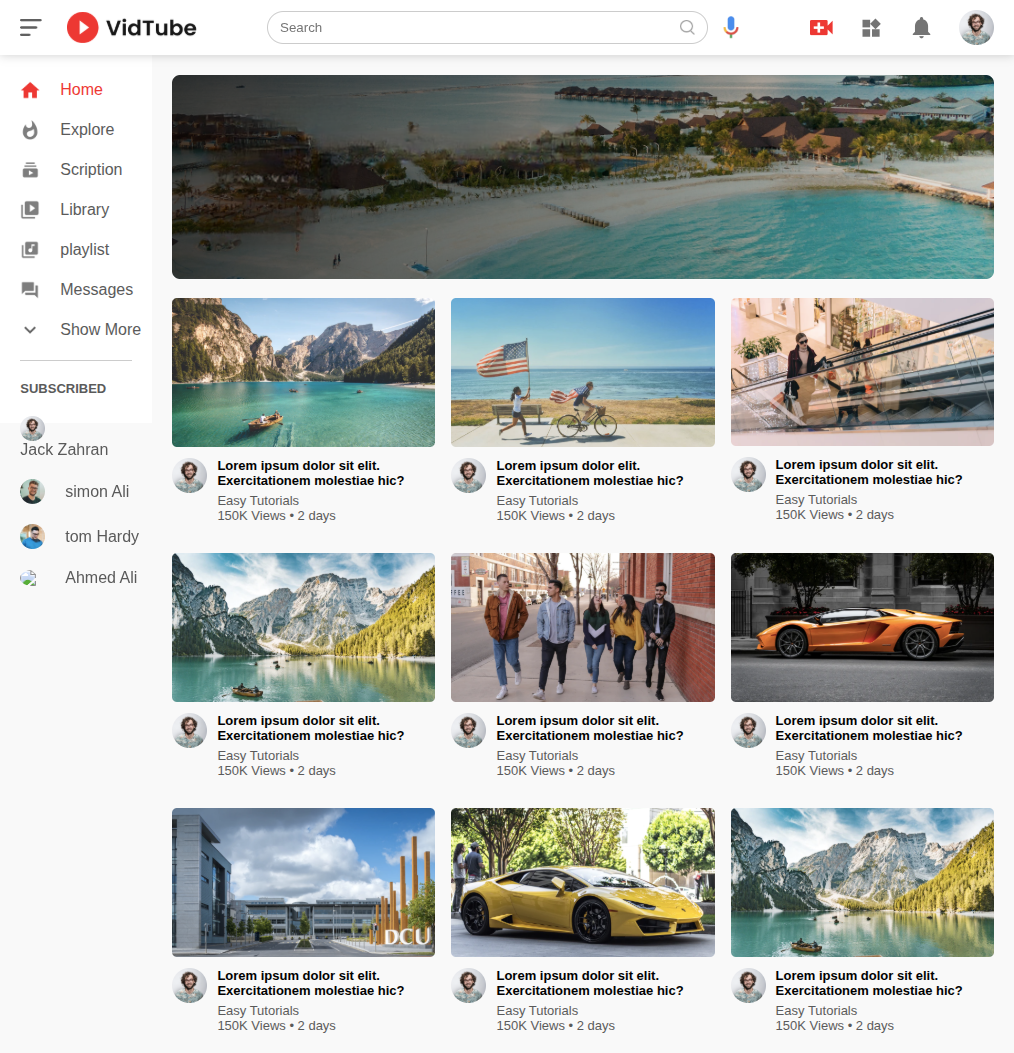 VidTube
Search
Home
Explore
Scription
Library
playlist
Messages
Show More
SUBSCRIBED
Jack Zahran
simon Ali
tom Hardy
Ahmed Ali
Lorem ipsum dolor sit elit.
Exercitationem molestiae hic?
Easy Tutorials
150K Views • 2 days
Lorem ipsum dolor sit elit.
Exercitationem molestiae hic?
Easy Tutorials
150K Views • 2 days
Lorem ipsum dolor sit elit.
Exercitationem molestiae hic?
Easy Tutorials
150K Views • 2 days
Lorem ipsum dolor sit elit.
Exercitationem molestiae hic?
Easy Tutorials
150K Views • 2 days
Lorem ipsum dolor sit elit.
Exercitationem molestiae hic?
Easy Tutorials
150K Views • 2 days
Lorem ipsum dolor sit elit.
Exercitationem molestiae hic?
Easy Tutorials
150K Views • 2 days
DCU
Lorem ipsum dolor sit elit.
Exercitationem molestiae hic?
Easy Tutorials
150K Views • 2 days
Lorem ipsum dolor sit elit.
Exercitationem molestiae hic?
Easy Tutorials
150K Views • 2 days
Lorem ipsum dolor sit elit.
Exercitationem molestiae hic?
Easy Tutorials
150K Views • 2 days